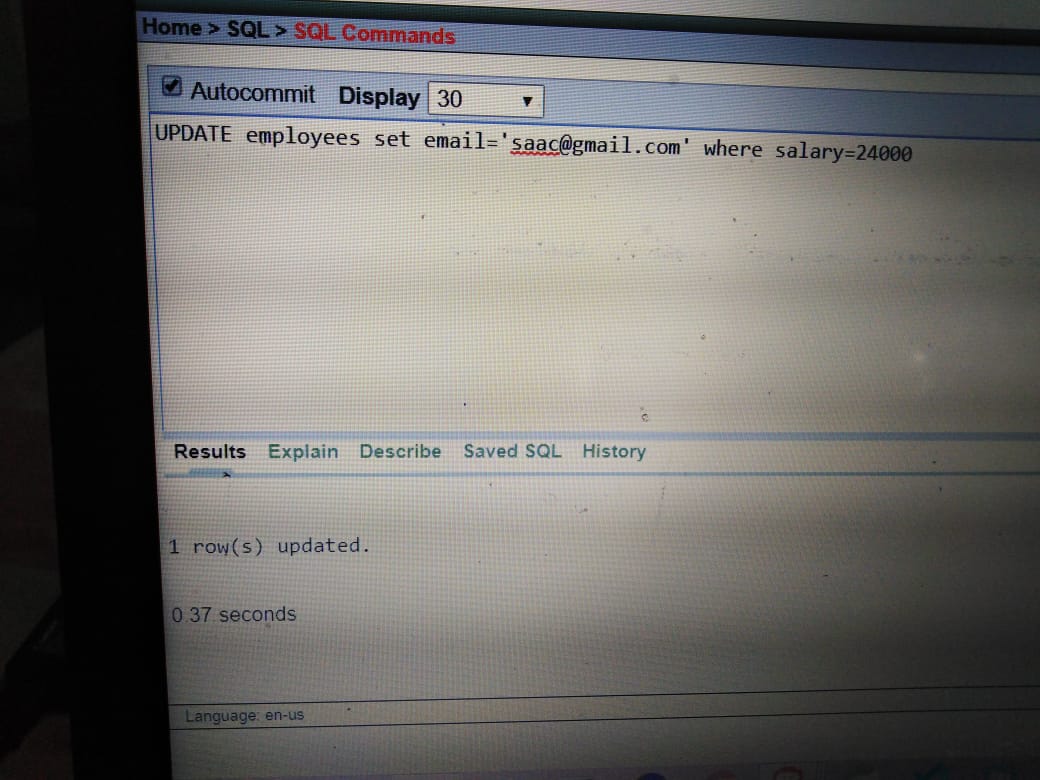 Home > SQL > SQL Commands
Autocommit Display 30
UPDATE employees set email='saac@gmail.com' where salary=24000
Results Explain Describe Saved SQL History
1 row(s) updated.
0.37 seconds
Language: en-us